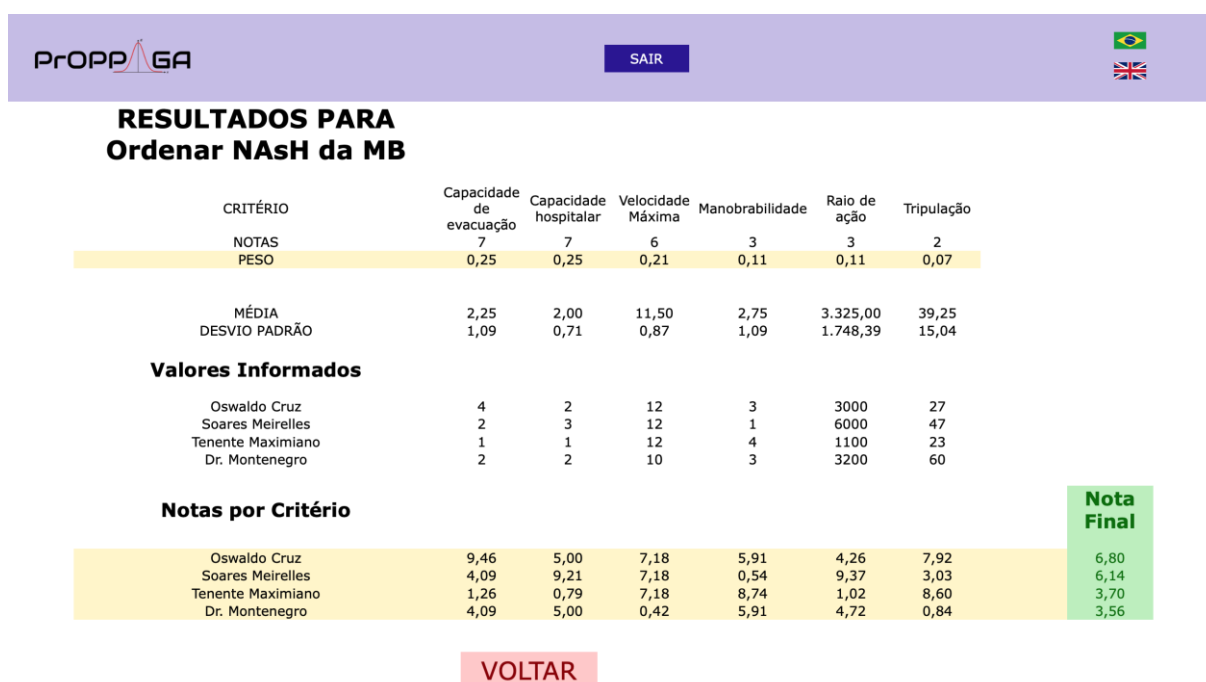 PrOPPAGA
SAIR
RESULTADOS PARA
Ordenar NAsH da MB
CRITÉRIO Capacidade de evacuação Capacidade hospitalar Velocidade Máxima Manobrabilidade Raio de ação Tripulação
NOTAS 7 7 6 3 3 2
PESO 0,25 0,25 0,21 0,11 0,11 0,07
MÉDIA 2,25 2,00 11,50 2,75 3.325,00 39,25
DESVIO PADRÃO 1,09 0,71 0,87 1,09 1.748,39 15,04
Valores Informados
Oswaldo Cruz 4 2 12 3 3000 27
Soares Meirelles 2 3 12 1 6000 47
Tenente Maximiano 1 1 12 4 1100 23
Dr. Montenegro 2 2 10 3 3200 60
Notas por Critério Nota Final
Oswaldo Cruz 9,46 5,00 7,18 5,91 4,26 7,92 6,80
Soares Meirelles 4,09 9,21 7,18 0,54 9,37 3,03 6,14
Tenente Maximiano 1,26 0,79 7,18 8,74 1,02 8,60 3,70
Dr. Montenegro 4,09 5,00 0,42 5,91 4,72 0,84 3,56
VOLTAR